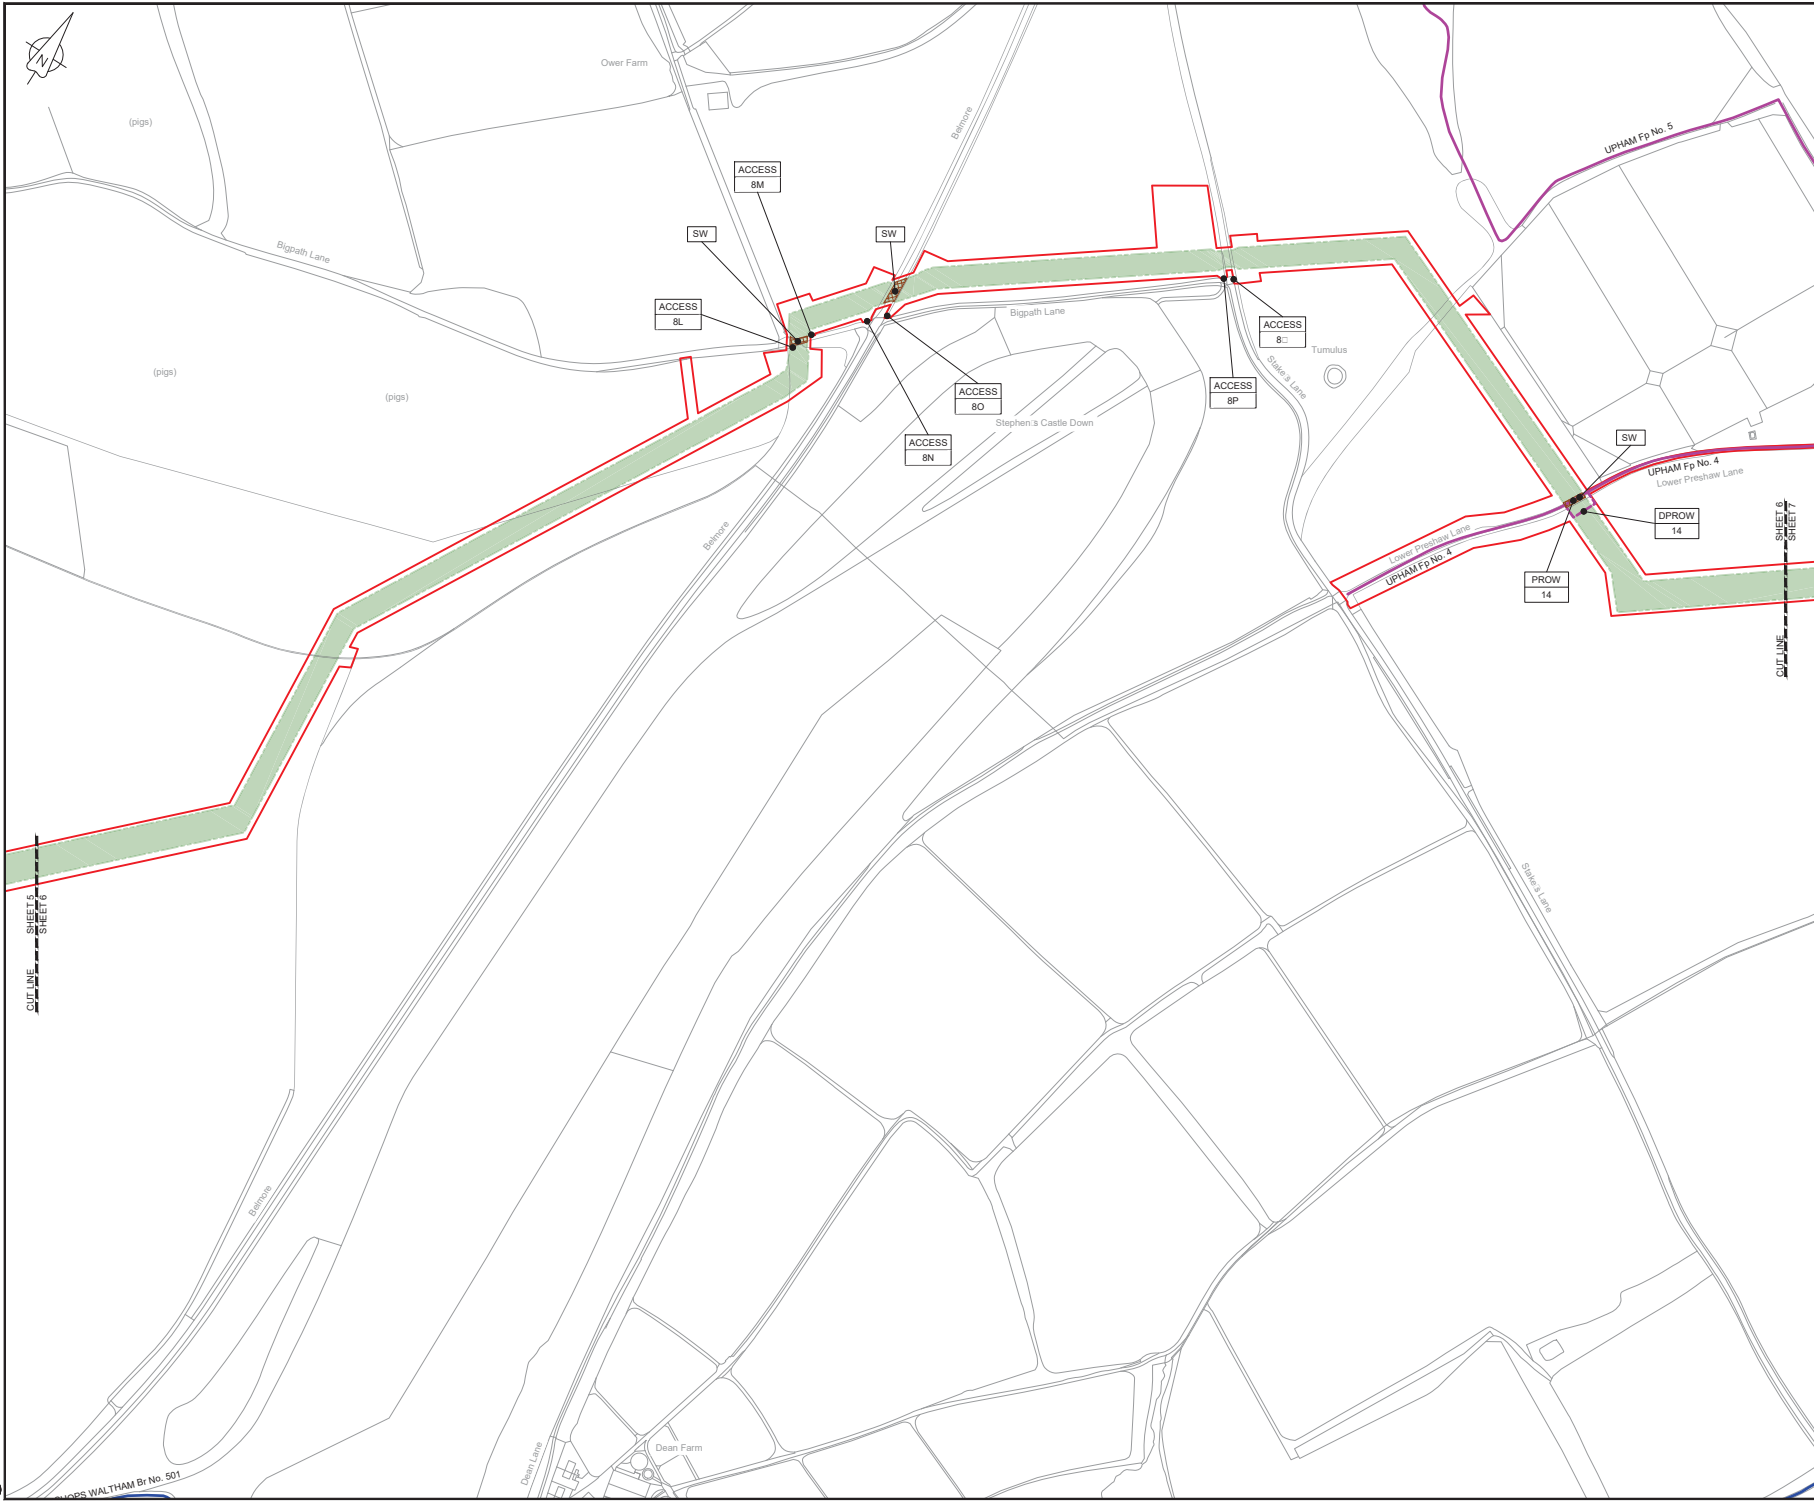 N
Ower Farm
(pigs)
Belmore
UPHAM Fp No. 5
ACCESS
8M
SW
SW
Bigpath Lane
ACCESS
8L
Bigpath Lane
ACCESS
8
Tumulus
Stake's Lane
(pigs)
(pigs)
ACCESS
8P
ACCESS
8O
Castle Down
ACCESS
8N
SW
UPHAM Fp No. 4
Lower Preshaw Lane
DPROW
14
SHEET 6
SHEET 7
CUT LINE
Belmore
Lower Preshaw Lane
UPHAM Fp No. 4
PROW
14
SHEET 5
SHEET 6
CUT LINE
Stake's Lane
Belmore
Dean Lane
Dean Farm
WALTHAM Br No. 501